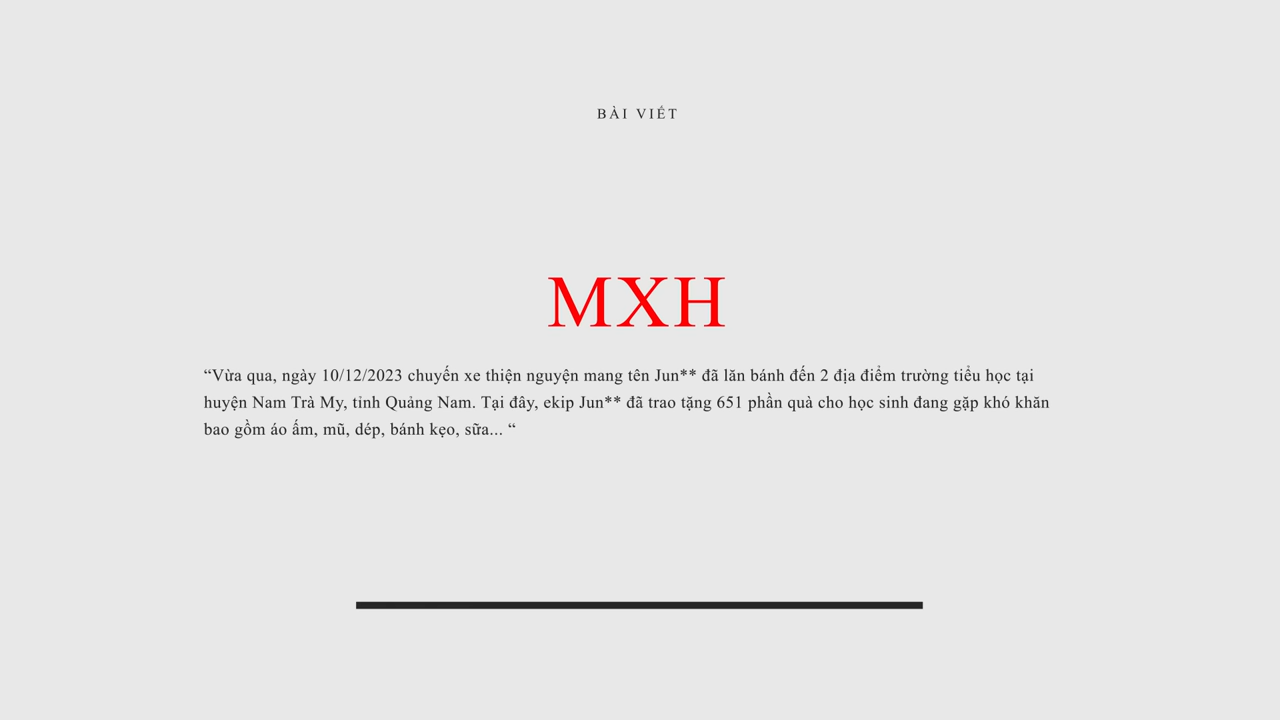 BÀI VIẾT
MXH
“Vừa qua, ngày 10/12/2023 chuyến xe thiện nguyện mang tên Jun** đã lăn bánh đến 2 địa điểm trường tiểu học tại
huyện Nam Trà My, tỉnh Quảng Nam. Tại đây, ekip Jun** đã trao tặng 651 phần quà cho học sinh đang gặp khó khăn
bao gồm áo ấm, mũ, dép, bánh kẹo, sữa... “